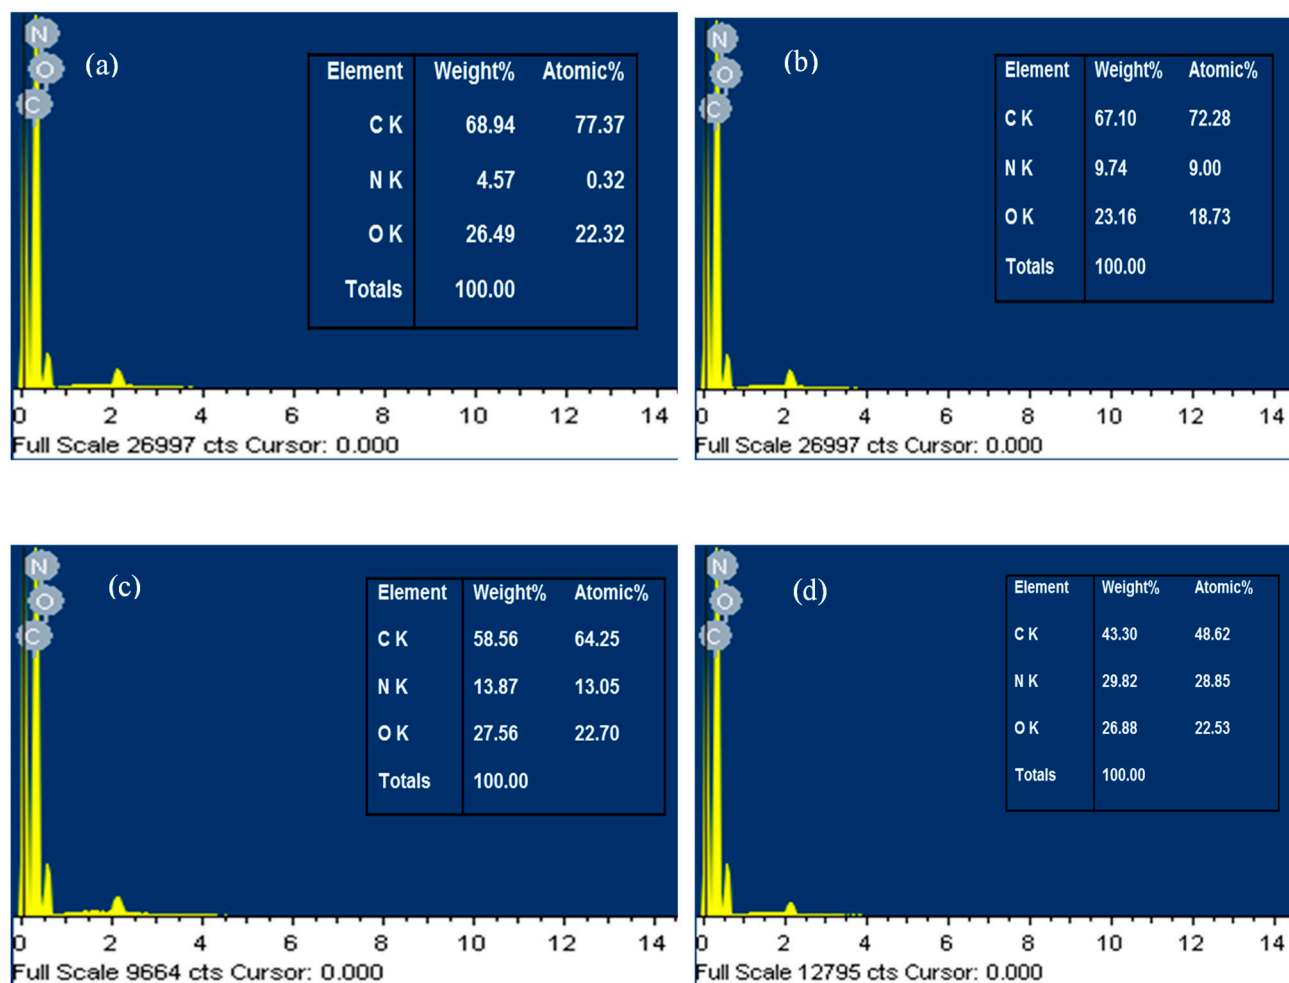 N
O
C
(a)
Element Weight% Atomic%
C K 68.94 77.37
N K 4.57 0.32
O K 26.49 22.32
Totals 100.00
0 2 4 6 8 10 12 14
Full Scale 26997 cts Cursor: 0.000
N
O
C
(b)
Element Weight% Atomic%
C K 67.10 72.28
N K 9.74 9.00
O K 23.16 18.73
Totals 100.00
0 2 4 6 8 10 12 14
Full Scale 26997 cts Cursor: 0.000
N
O
C
(c)
Element Weight% Atomic%
C K 58.56 64.25
N K 13.87 13.05
O K 27.56 22.70
Totals 100.00
0 2 4 6 8 10 12 14
Full Scale 9664 cts Cursor: 0.000
N
O
C
(d)
Element Weight% Atomic%
C K 43.30 48.62
N K 29.82 28.85
O K 26.88 22.53
Totals 100.00
0 2 4 6 8 10 12 14
Full Scale 12795 cts Cursor: 0.000